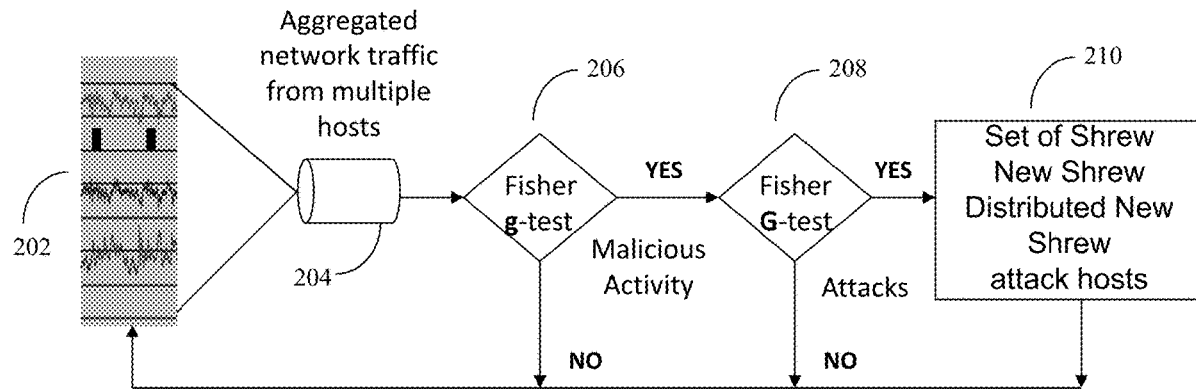 Aggregated
network traffic
from multiple
hosts
202
204
206
Fisher
g-test
YES
Malicious
Activity
NO
208
Fisher
G-test
YES
Attacks
NO
210
Set of Shrew
New Shrew
Distributed New
Shrew
attack hosts